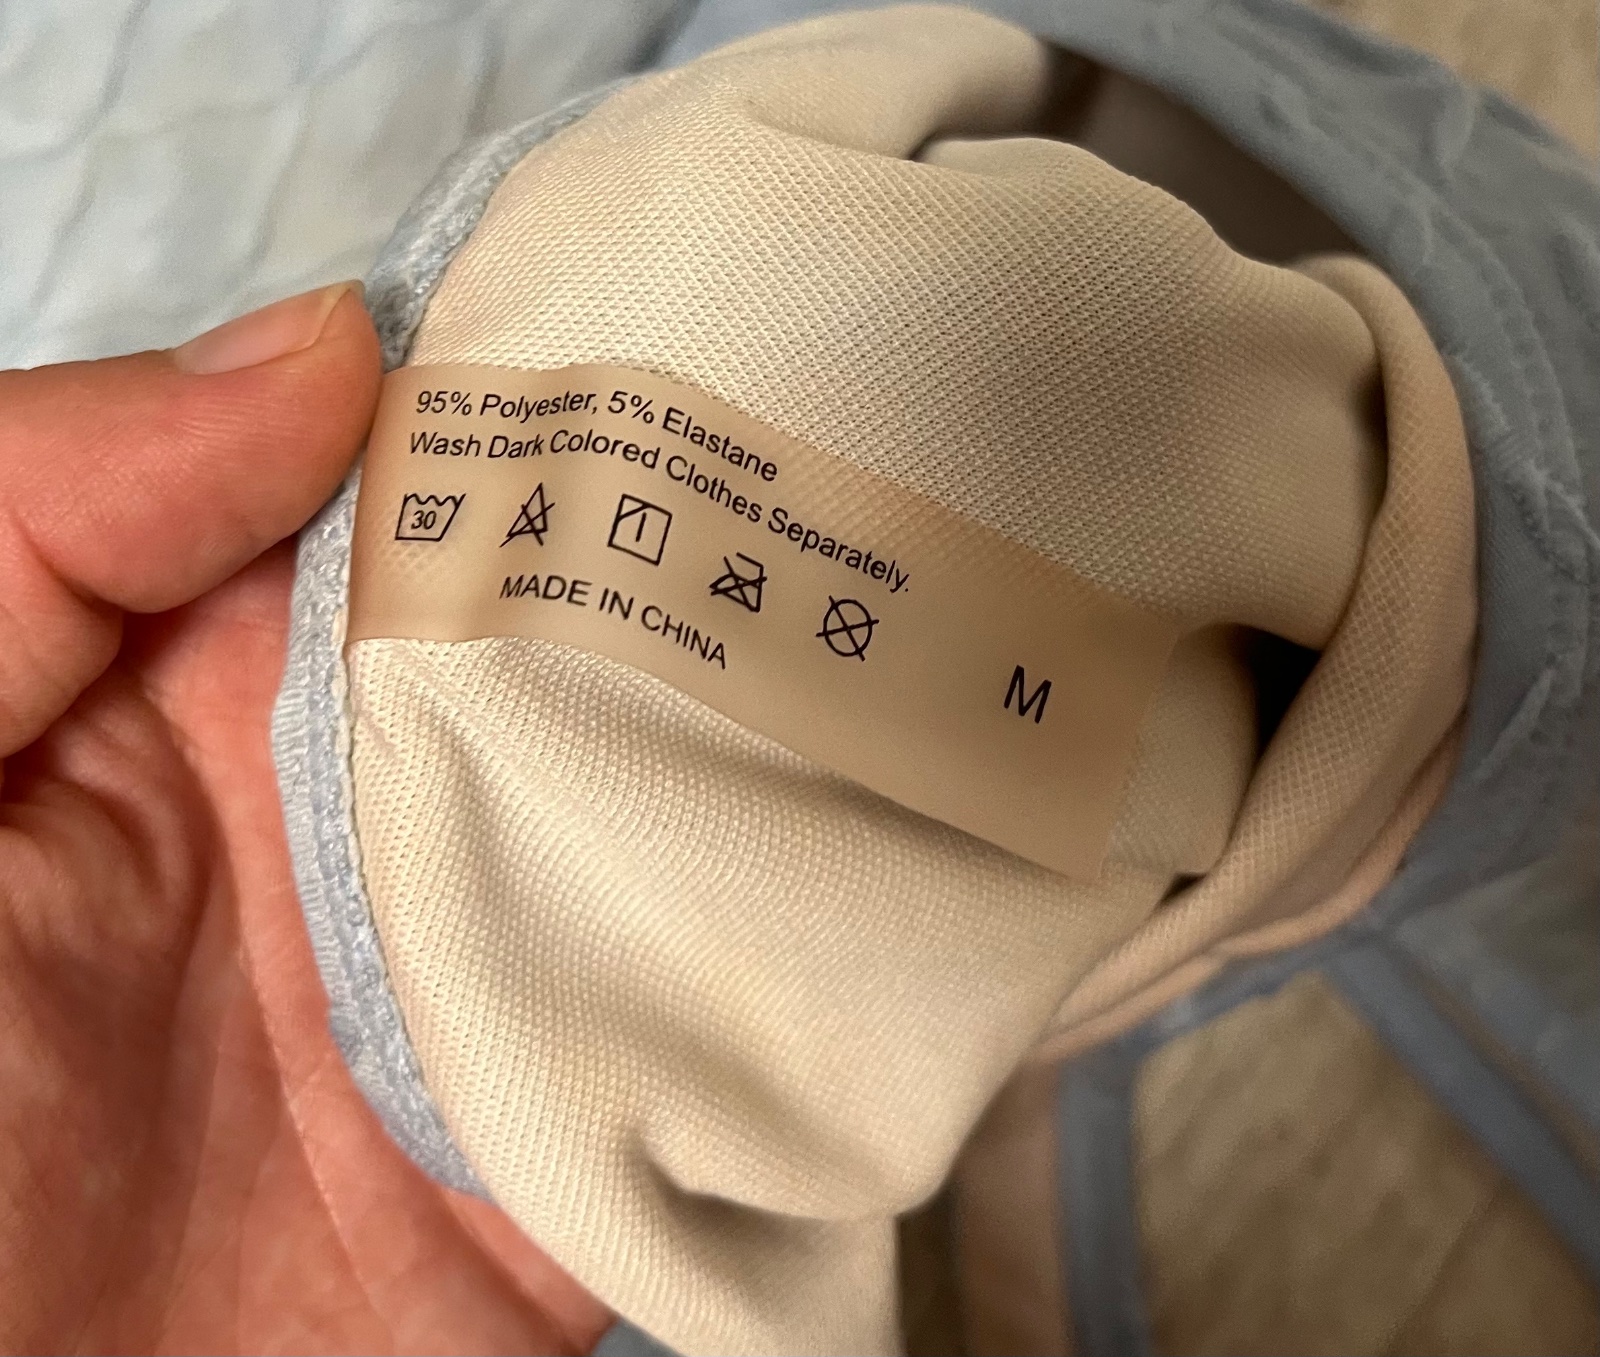 95% Polyester, 5% Elastane
Wash Dark Colored Clothes Separately.
30
MADE IN CHINA
M